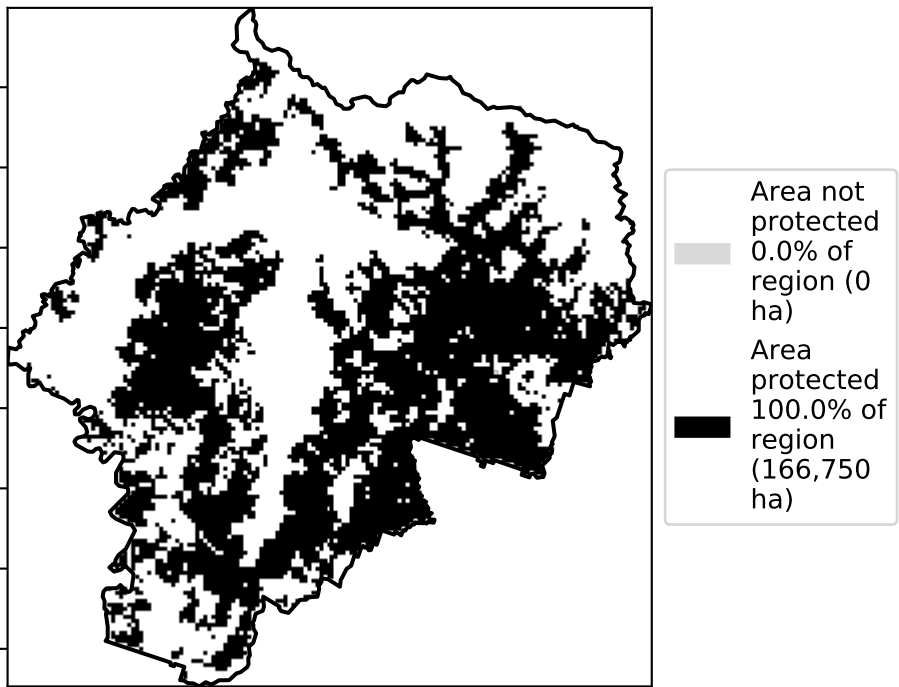 Area not
protected
0.0% of
region (0
ha)
Area
protected
100.0% of
region
(166,750
ha)